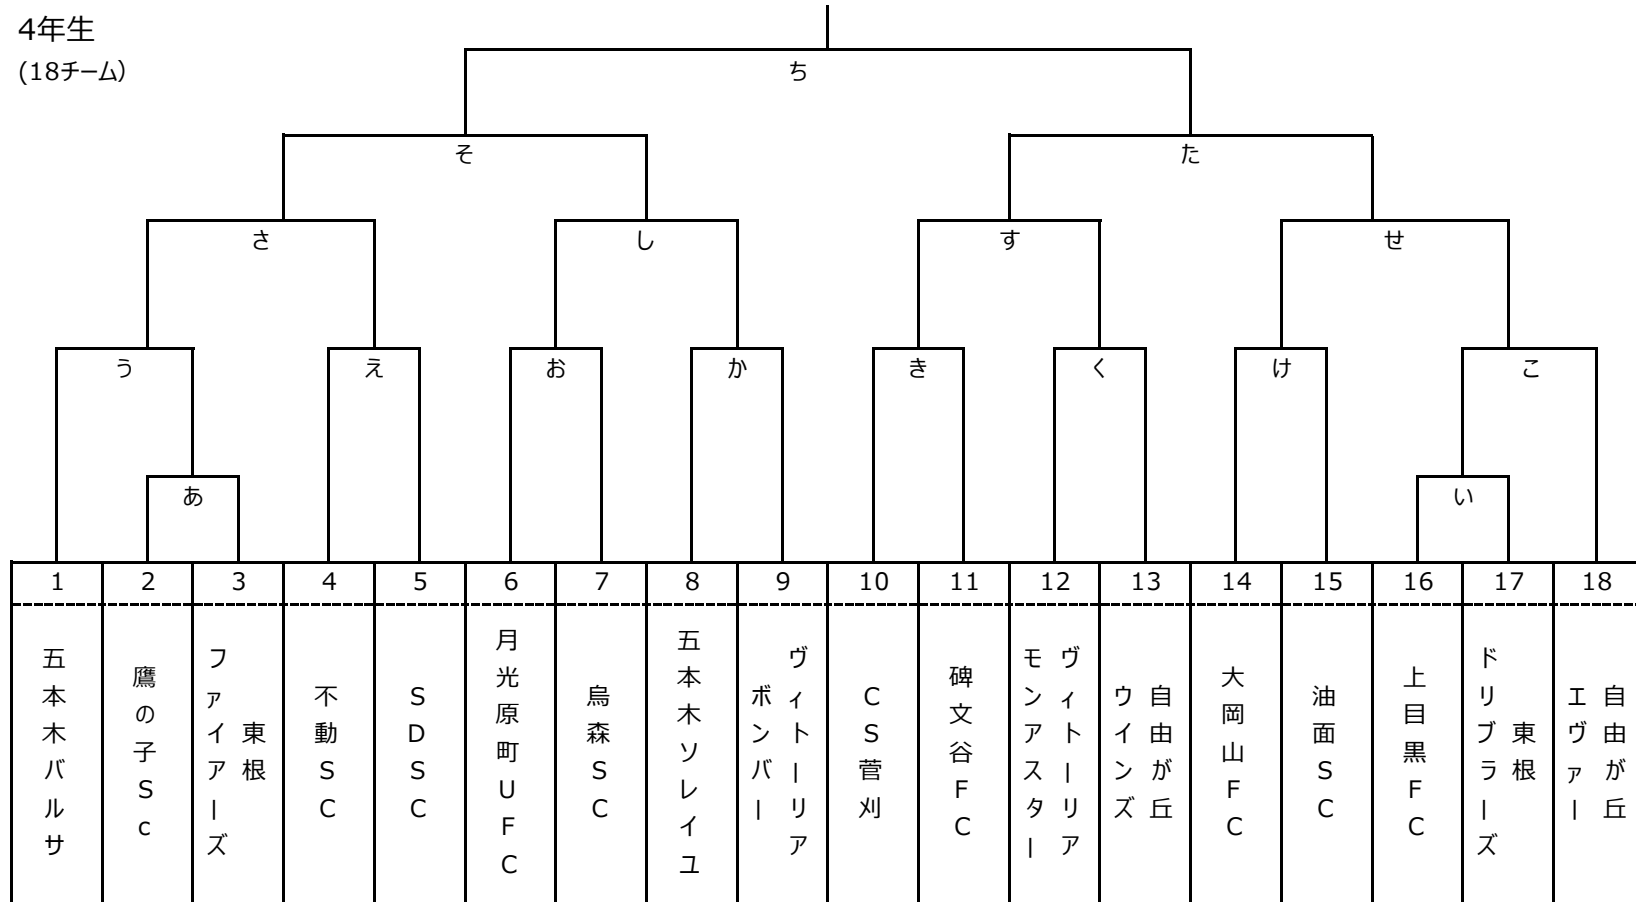 4年生
(18チーム)
ち
そ
た
さ
し
す
せ
う
え
お
か
き
く
け
こ
あ
い
1
2
3
4
5
6
7
8
9
10
11
12
13
14
15
16
17
18
五本木バルサ
鷹の子Sc
東根
ファイアーズ
不動SC
SDSC
月光原町UFC
烏森SC
五本木ソレイユ
ヴィトーリア
ボンバー
CS菅刈
碑文谷FC
ヴィトーリア
モンアスター
自由が丘
ウインズ
大岡山FC
油面SC
上目黒FC
東根
ドリブラーズ
自由が丘
エヴァー